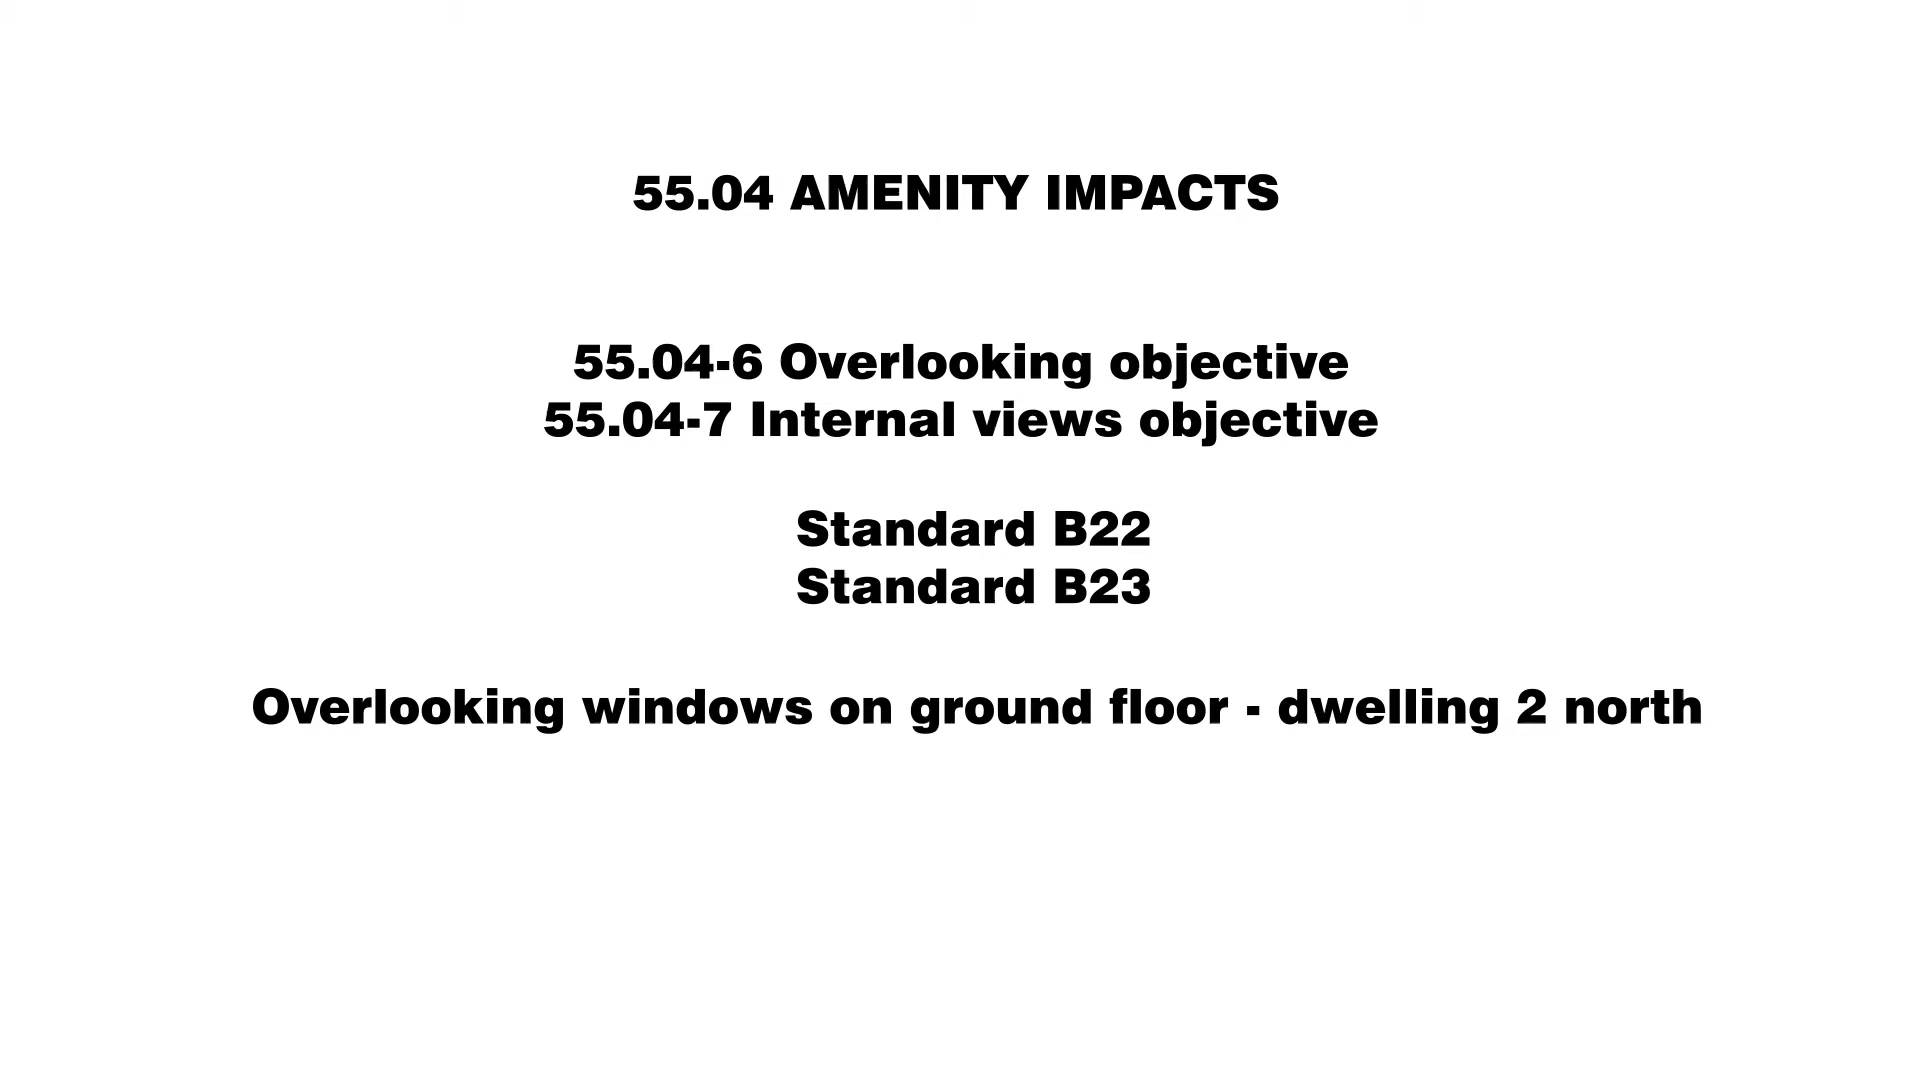 55.04 AMENITY IMPACTS
55.04-6 Overlooking objective
55.04-7 Internal views objective
Standard B22
Standard B23
Overlooking windows on ground floor - dwelling 2 north